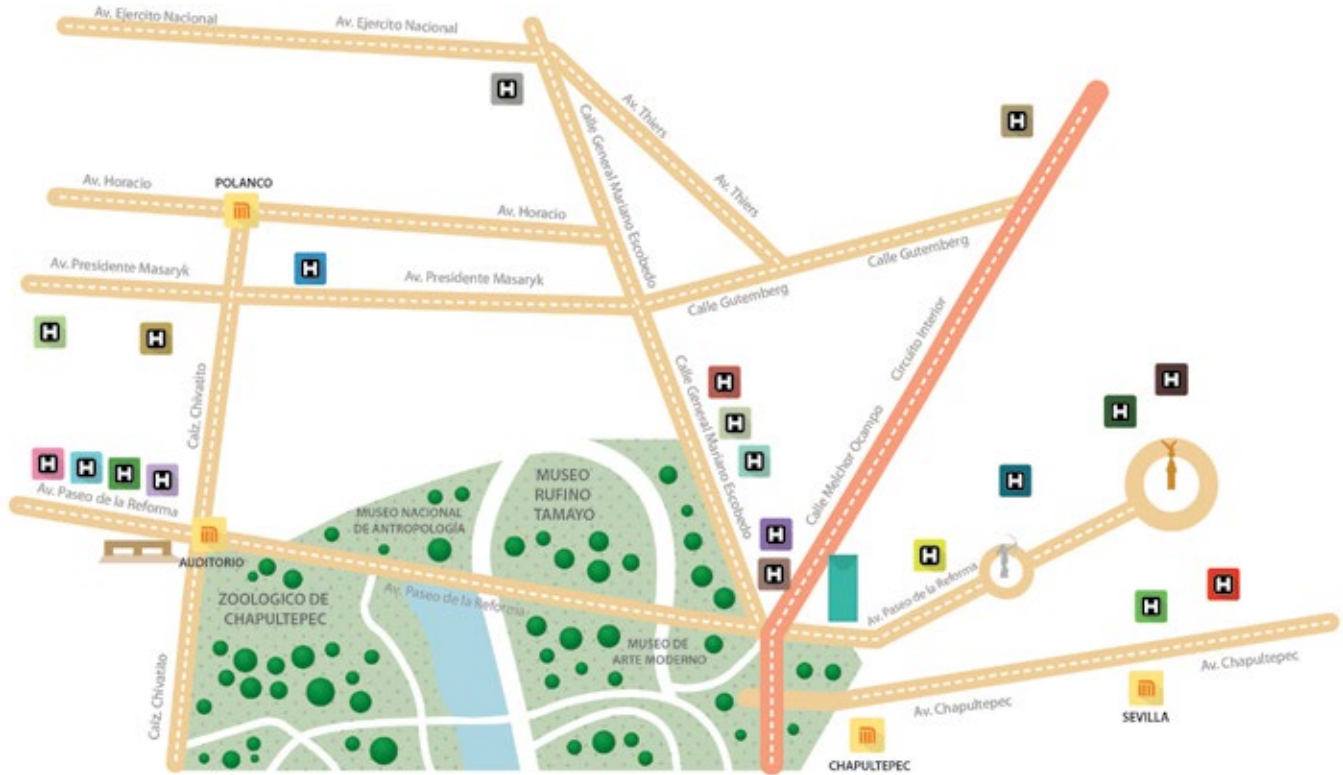 Av. Ejercito Nacional
Av. Ejercito Nacional
H
Av. Thiers
H
Calle General Mariano Escobedo
Av. Thiers
POLANCO
Av. Horacio
Av. Horacio
Calle Gutemberg
Av. Presidente Masaryk
H
Av. Presidente Masaryk
Calle Gutemberg
H
H
Calz. Chivatito
Circuito Interior
Calle General Mariano Escobedo
H
H
H
Calle Melchor Ocampo
H
H
H
H
H
H
H
Av. Paseo de la Reforma
MUSEO NACIONAL
DE ANTROPOLOGÍA
MUSEO
RUFINO
TAMAYO
H
H
H
H
AUDITORIO
Av. Paseo de la Reforma
Av. Paseo de la Reforma
ZOOLOGICO DE
CHAPULTEPEC
H
H
MUSEO DE
ARTE MODERNO
Calz. Chivatito
Av. Chapultepec
Av. Chapultepec
SEVILLA
CHAPULTEPEC